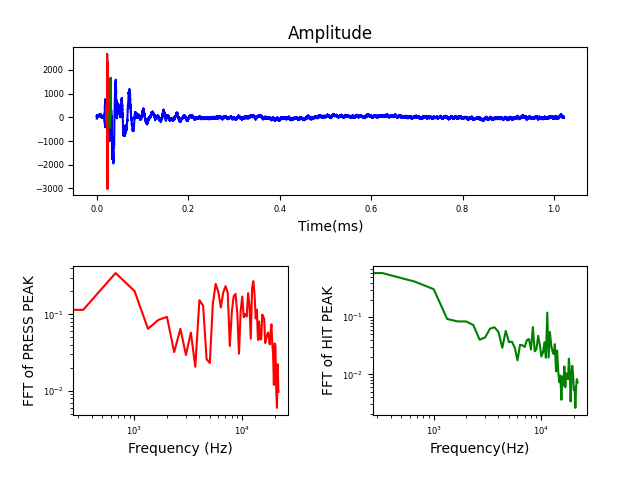 Amplitude
2000
1000
0
−1000
−2000
−3000
0.0 0.2 0.4 0.6 0.8 1.0
Time(ms)
FFT of PRESS PEAK
10⁻¹
10⁻²
10³ 10⁴
Frequency (Hz)
FFT of HIT PEAK
10⁻¹
10⁻²
10³ 10⁴
Frequency(Hz)